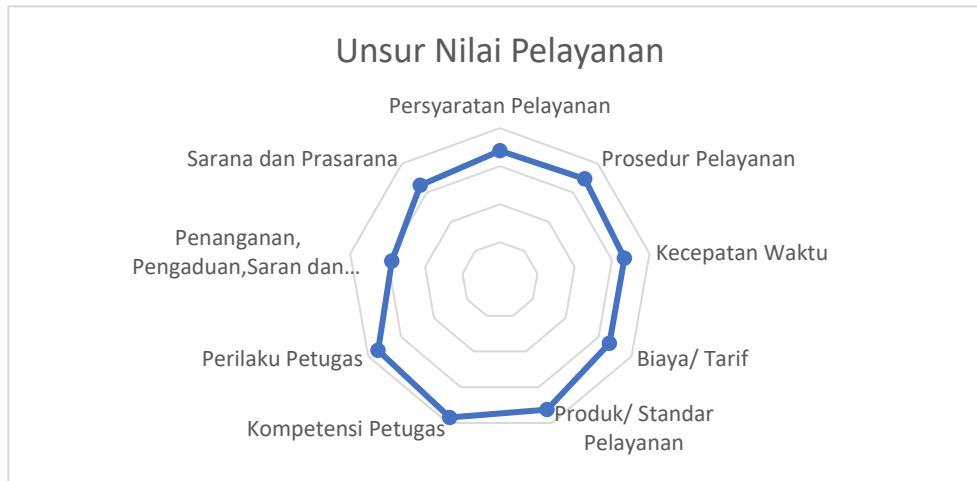 Unsur Nilai Pelayanan
Persyaratan Pelayanan
Prosedur Pelayanan
Kecepatan Waktu
Biaya/ Tarif
Produk/ Standar
Pelayanan
Kompetensi Petugas
Perilaku Petugas
Penanganan,
Pengaduan,Saran dan…
Sarana dan Prasarana